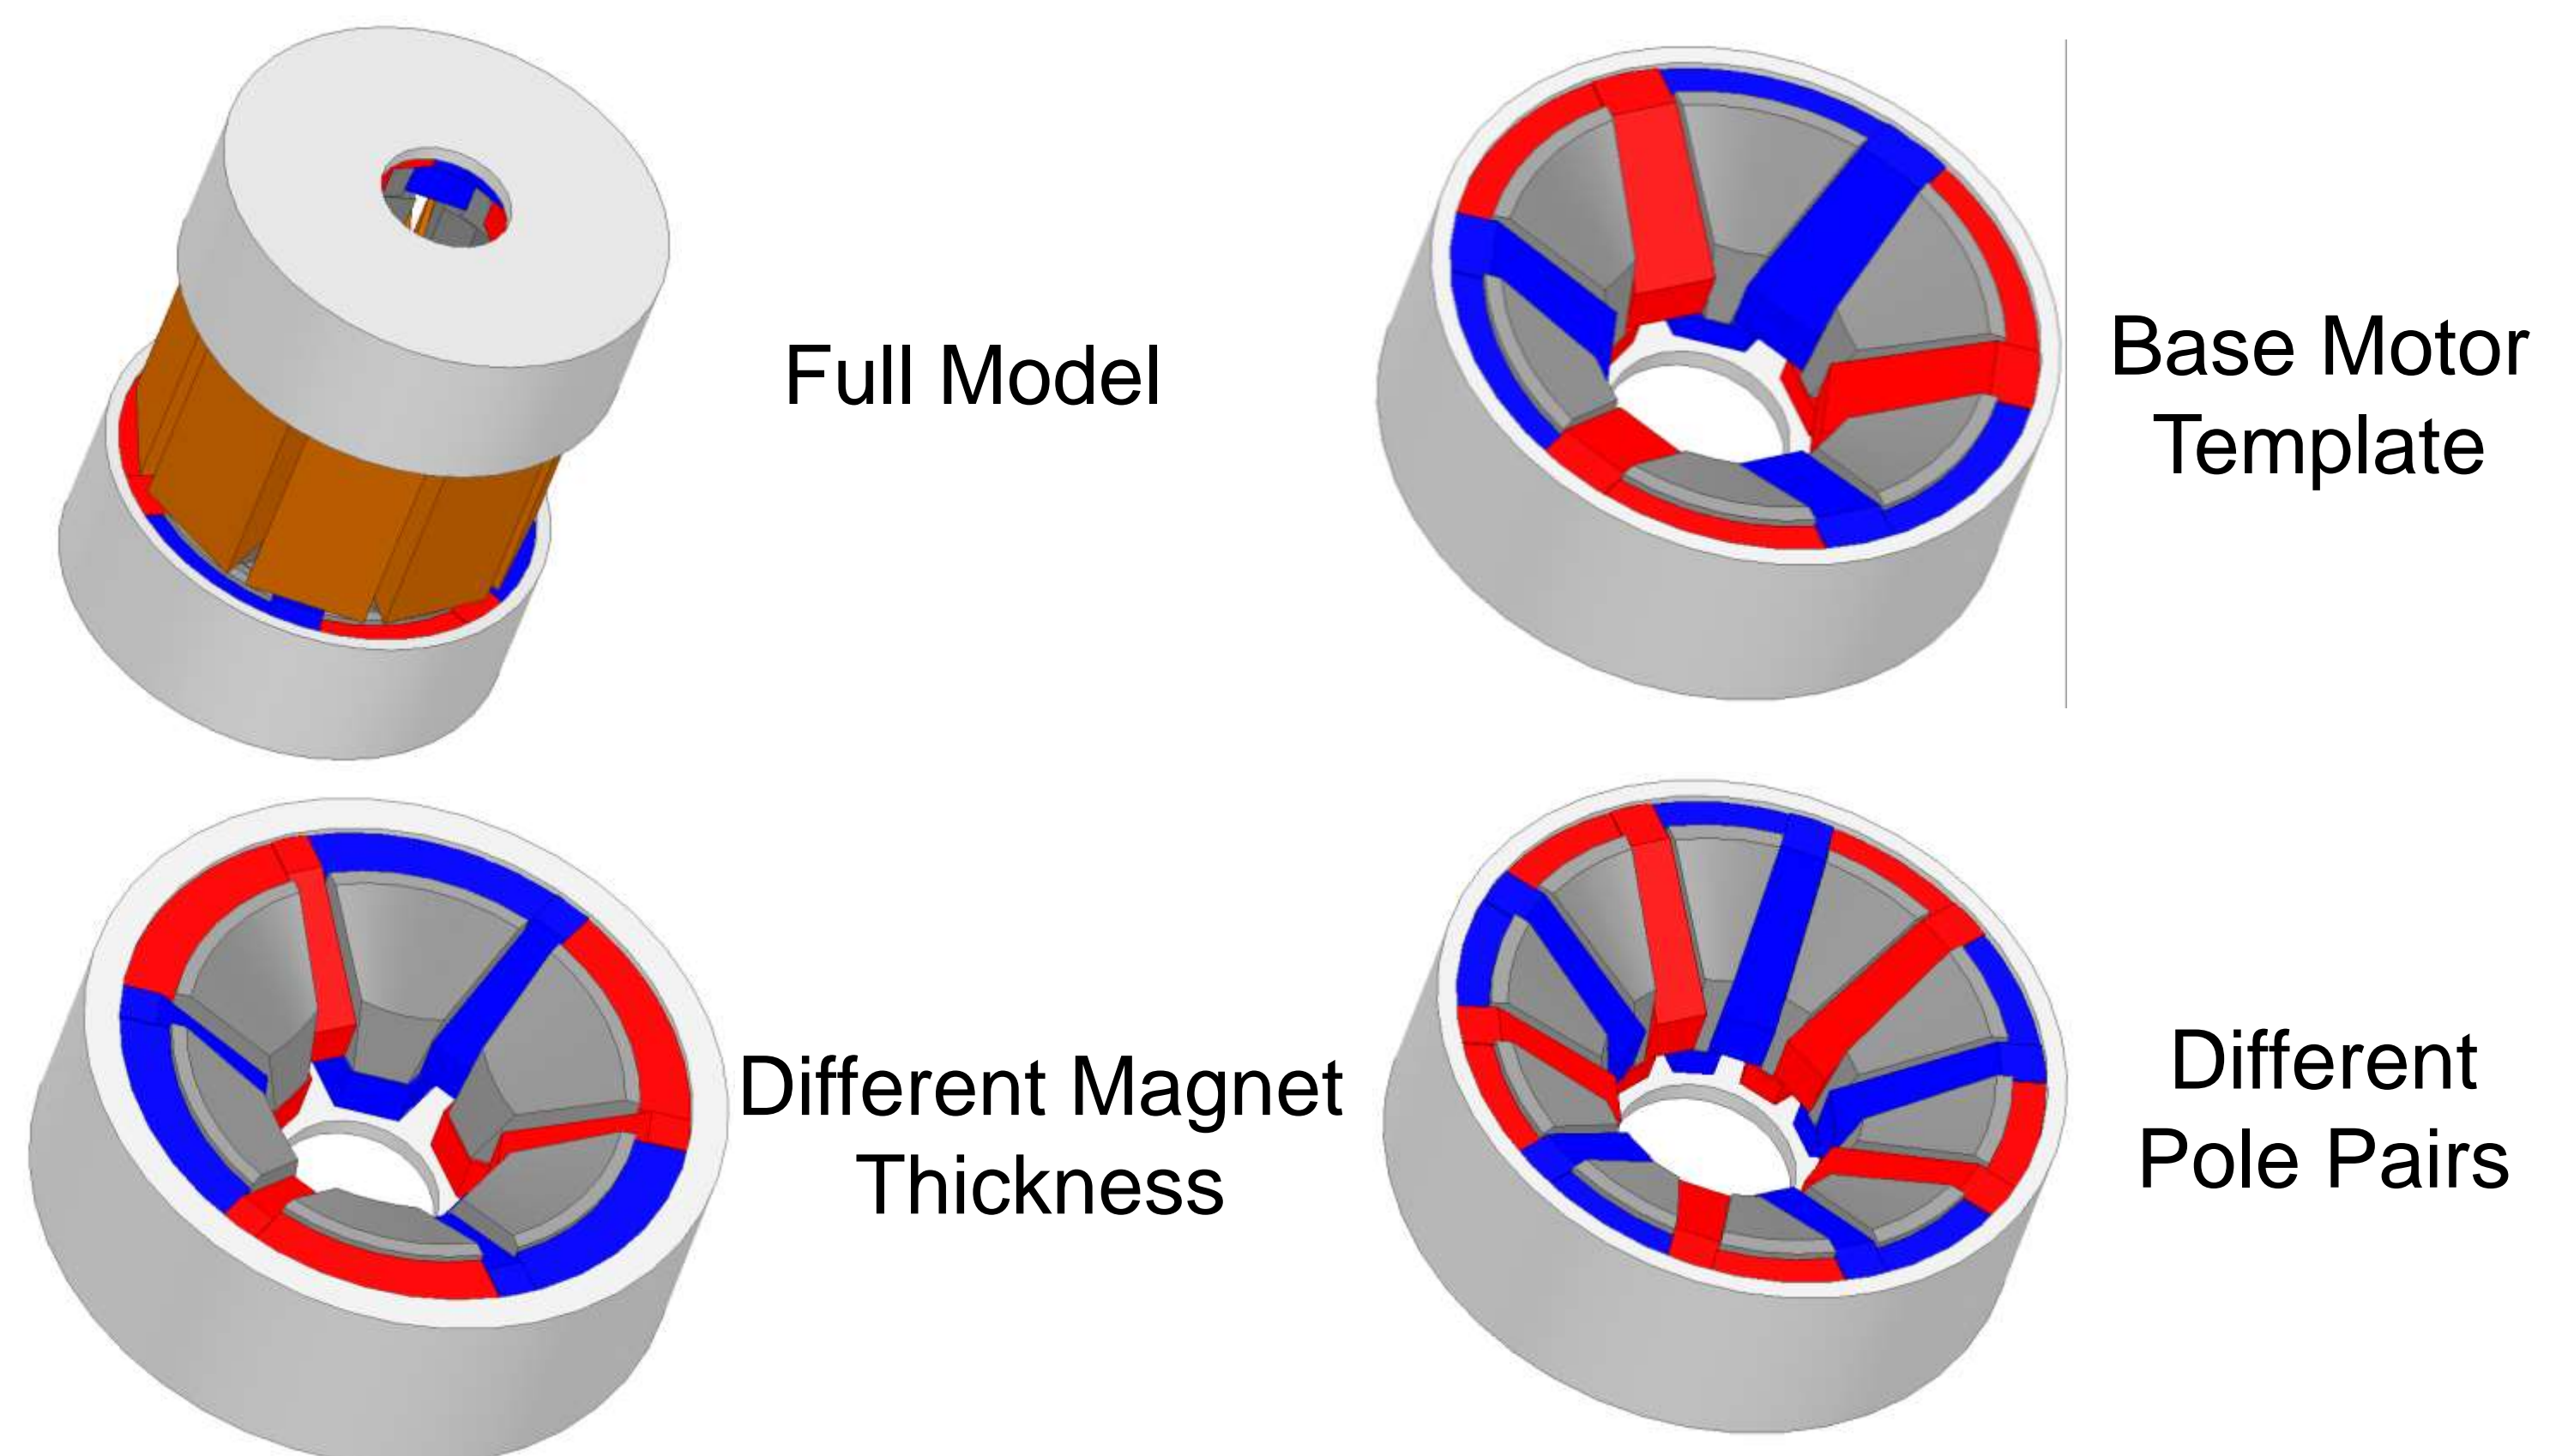 Full Model
Base Motor
Template
Different Magnet
Thickness
Different
Pole Pairs